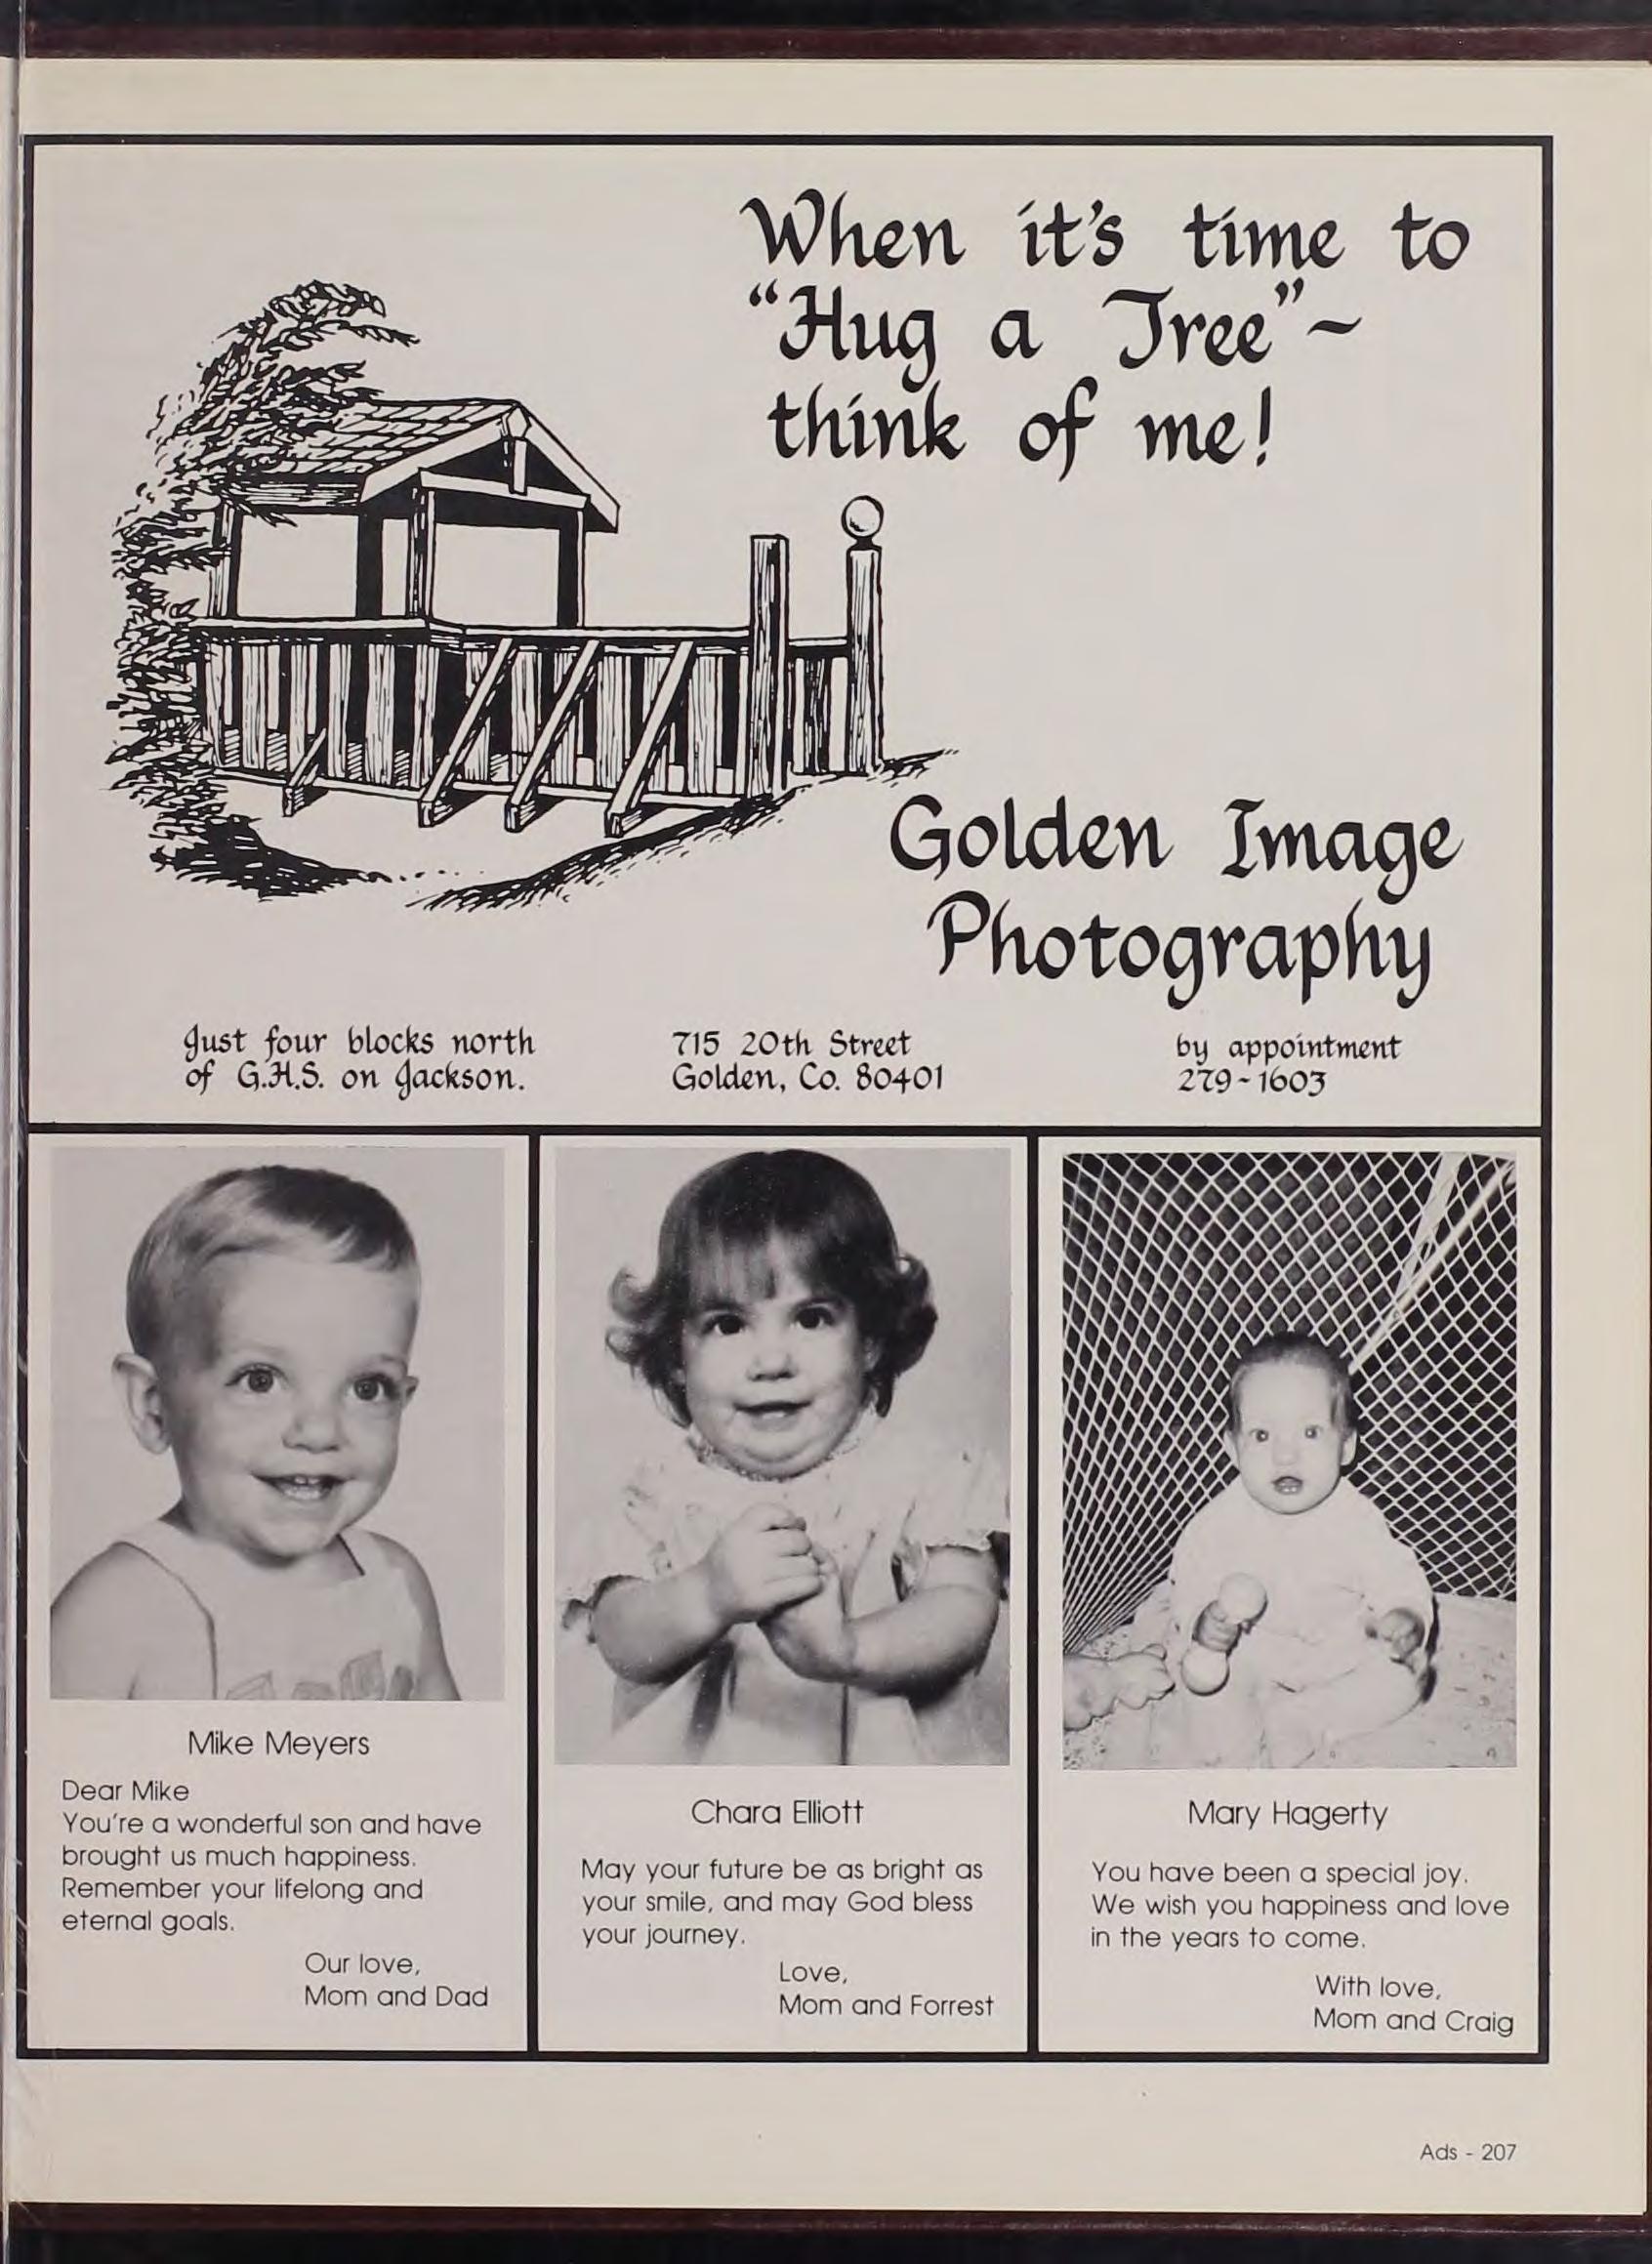 When it's time to
"Hug a Tree"~
think of me!
Golden Image
Photography
Just four blocks north
of G.H.S. on Jackson.
715 20th Street
Golden, Co. 80401
by appointment
279~1603
Mike Meyers
Dear Mike
You're a wonderful son and have
brought us much happiness.
Remember your lifelong and
eternal goals.
Our love,
Mom and Dad
Chara Elliott
May your future be as bright as
your smile, and may God bless
your journey.
Love,
Mom and Forrest
Mary Hagerty
You have been a special joy.
We wish you happiness and love
in the years to come.
With love,
Mom and Craig
Ads - 207